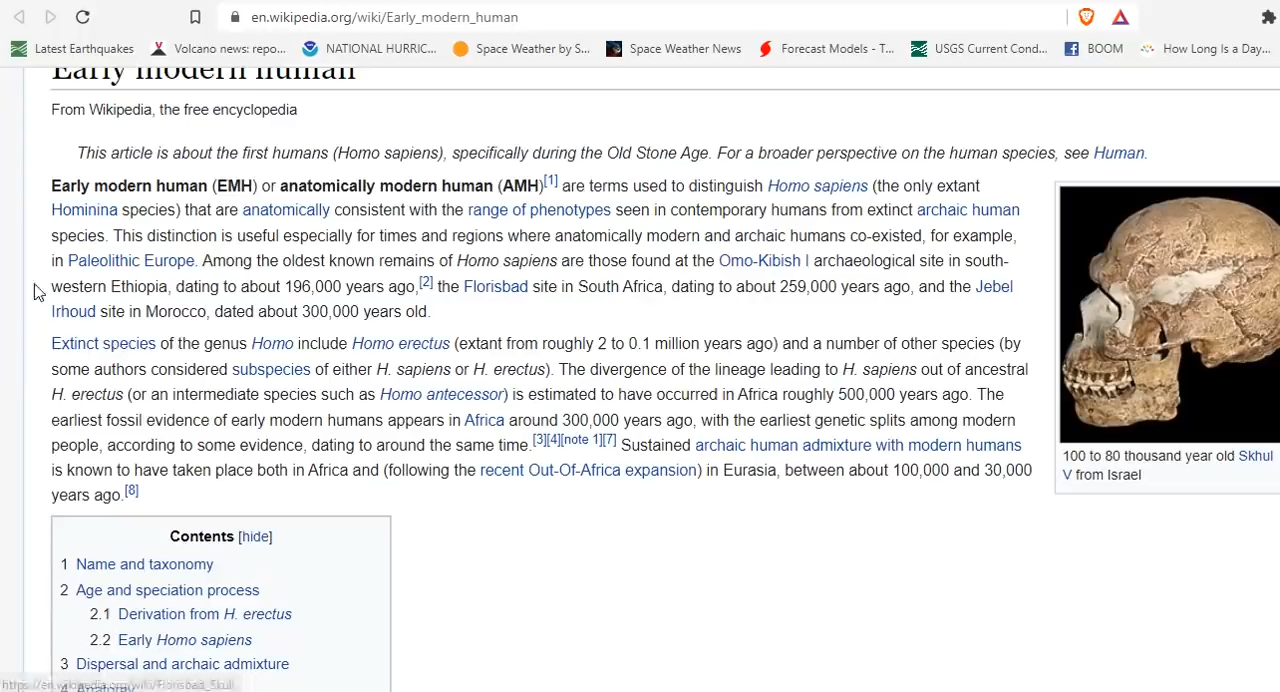 en.wikipedia.org/wiki/Early_modern_human
Latest Earthquakes Volcano news: repo... NATIONAL HURRIC... Space Weather by S... Space Weather News Forecast Models - T... USGS Current Cond... BOOM How Long Is a Day...
Early modern human
From Wikipedia, the free encyclopedia
This article is about the first humans (Homo sapiens), specifically during the Old Stone Age. For a broader perspective on the human species, see Human.
Early modern human (EMH) or anatomically modern human (AMH)[1] are terms used to distinguish Homo sapiens (the only extant
Hominina species) that are anatomically consistent with the range of phenotypes seen in contemporary humans from extinct archaic human
species. This distinction is useful especially for times and regions where anatomically modern and archaic humans co-existed, for example,
in Paleolithic Europe. Among the oldest known remains of Homo sapiens are those found at the Omo-Kibish I archaeological site in south-
western Ethiopia, dating to about 196,000 years ago,[2] the Florisbad site in South Africa, dating to about 259,000 years ago, and the Jebel
Irhoud site in Morocco, dated about 300,000 years old.
Extinct species of the genus Homo include Homo erectus (extant from roughly 2 to 0.1 million years ago) and a number of other species (by
some authors considered subspecies of either H. sapiens or H. erectus). The divergence of the lineage leading to H. sapiens out of ancestral
H. erectus (or an intermediate species such as Homo antecessor) is estimated to have occurred in Africa roughly 500,000 years ago. The
earliest fossil evidence of early modern humans appears in Africa around 300,000 years ago, with the earliest genetic splits among modern
people, according to some evidence, dating to around the same time.[3][4][note 1][7] Sustained archaic human admixture with modern humans
is known to have taken place both in Africa and (following the recent Out-Of-Africa expansion) in Eurasia, between about 100,000 and 30,000
years ago.[8]
100 to 80 thousand year old Skhul
V from Israel
Contents [hide]
1 Name and taxonomy
2 Age and speciation process
2.1 Derivation from H. erectus
2.2 Early Homo sapiens
3 Dispersal and archaic admixture
4 Anatomy
https://en.wikipedia.org/wiki/Florisbad_Skull